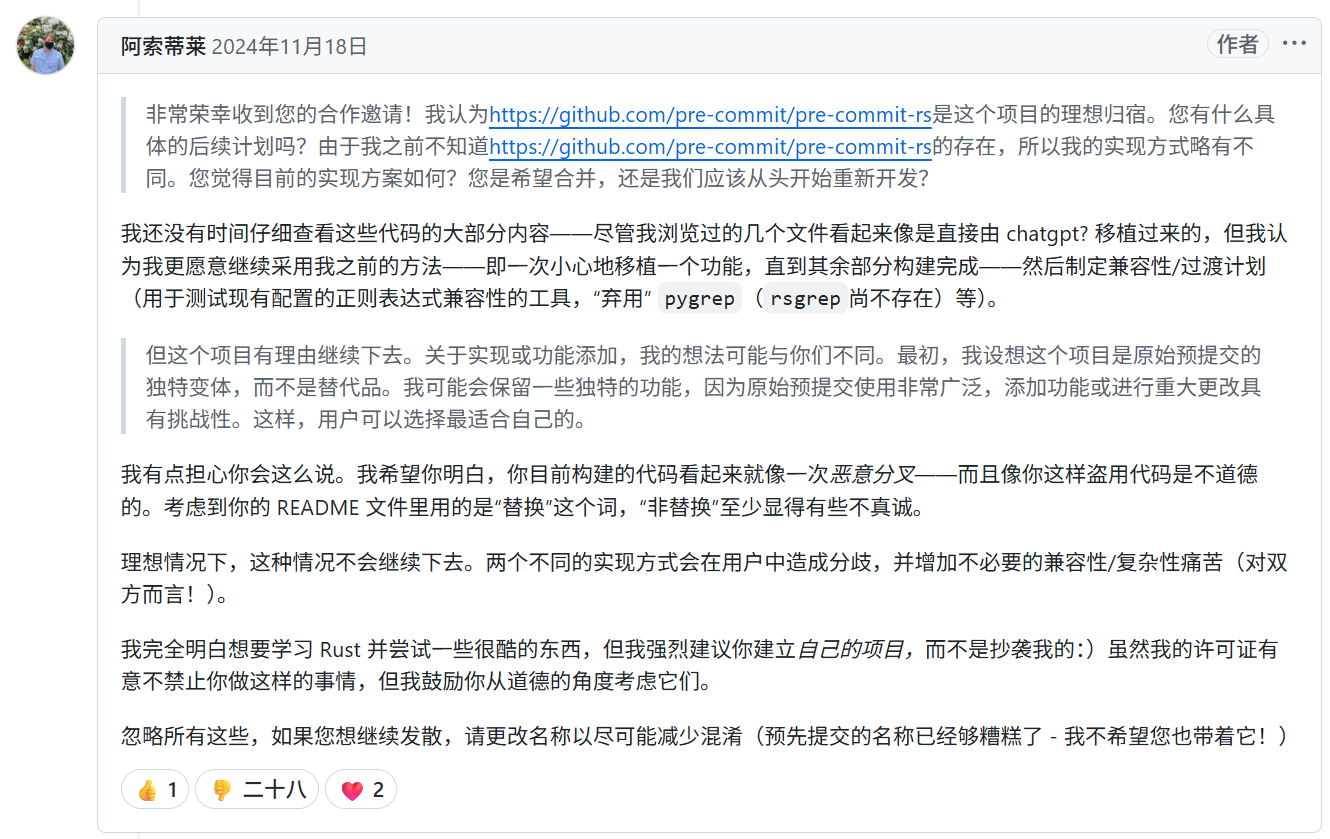 阿索蒂莱 2024年11月18日
作者
非常荣幸收到您的合作邀请！我认为https://github.com/pre-commit/pre-commit-rs是这个项目的理想归宿。您有什么具
体的后续计划吗？由于我之前不知道https://github.com/pre-commit/pre-commit-rs的存在，所以我的实现方式略有不
同。您觉得目前的实现方案如何？您是希望合并，还是我们应该从头开始重新开发？
我还没有时间仔细查看这些代码的大部分内容——尽管我浏览过的几个文件看起来像是直接由 chatgpt? 移植过来的，但我认
为我更愿意继续采用我之前的方法——即一次小心地移植一个功能，直到其余部分构建完成——然后制定兼容性/过渡计划
（用于测试现有配置的正则表达式兼容性的工具，“弃用” pygrep （rsgrep尚不存在）等）。
但这个项目有理由继续下去。关于实现或功能添加，我的想法可能与你们不同。最初，我设想这个项目是原始预提交的
独特变体，而不是替代品。我可能会保留一些独特的功能，因为原始预提交使用非常广泛，添加功能或进行重大更改具
有挑战性。这样，用户可以选择最适合自己的。
我有点担心你会这么说。我希望你明白，你目前构建的代码看起来就像一次恶意分叉——而且像你这样盗用代码是不道德
的。考虑到你的 README 文件里用的是“替换”这个词，“非替换”至少显得有些不真诚。
理想情况下，这种情况不会继续下去。两个不同的实现方式会在用户中造成分歧，并增加不必要的兼容性/复杂性痛苦（对双
方而言！）。
我完全明白想要学习 Rust 并尝试一些很酷的东西，但我强烈建议你建立自己的项目，而不是抄袭我的：）虽然我的许可证有
意不禁止你做这样的事情，但我鼓励你从道德的角度考虑它们。
忽略所有这些，如果您想继续发散，请更改名称以尽可能减少混淆（预先提交的名称已经够糟糕了 - 我不希望您也带着它！）
👍 1 👎 二十八 ❤️ 2